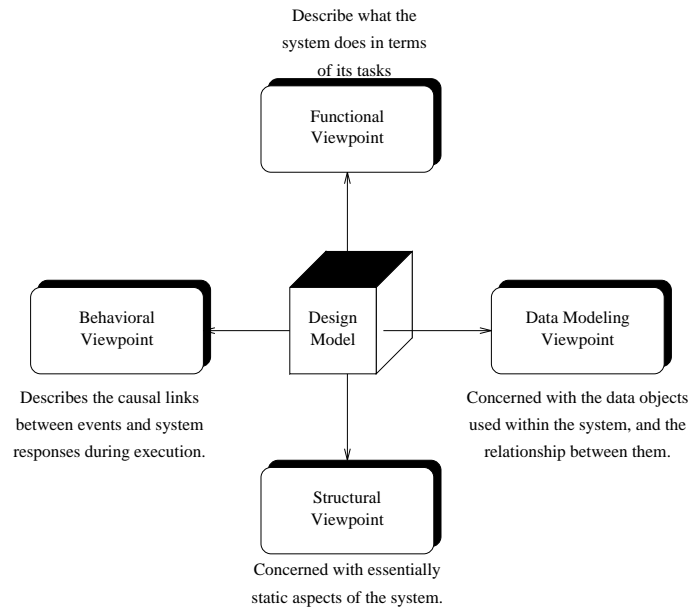 Describe what the
system does in terms
of its tasks
Functional
Viewpoint
Behavioral
Viewpoint
Design
Model
Data Modeling
Viewpoint
Describes the causal links
between events and system
responses during execution.
Concerned with the data objects
used within the system, and the
relationship between them.
Structural
Viewpoint
Concerned with essentially
static aspects of the system.